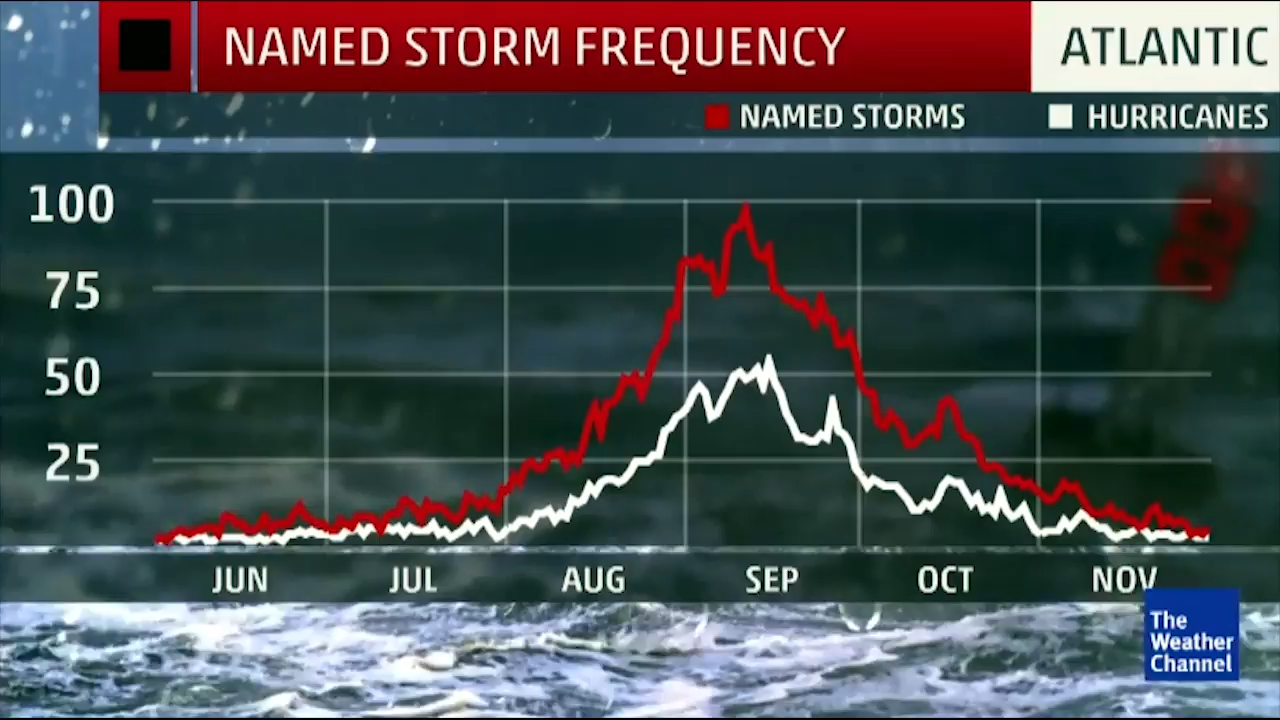 NAMED STORM FREQUENCY
ATLANTIC
NAMED STORMS
HURRICANES
100
75
50
25
JUN JUL AUG SEP OCT NOV
The
Weather
Channel